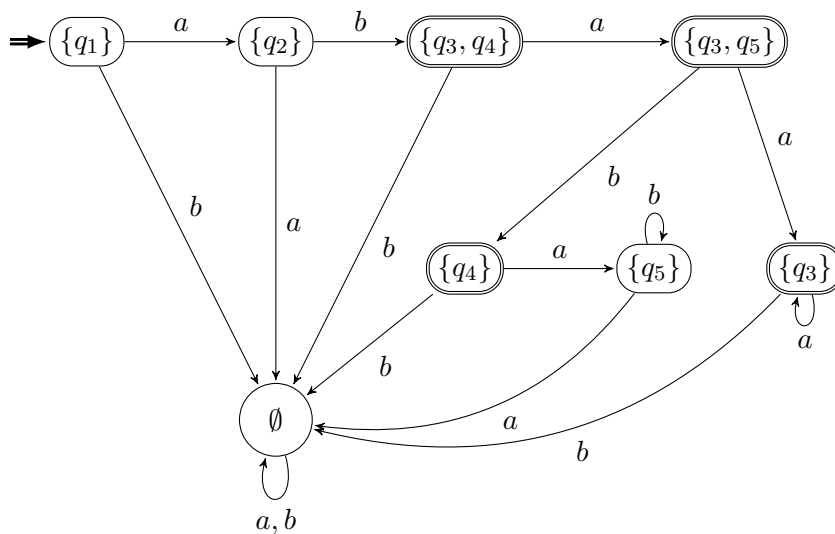 a b a
{q1} {q2} {q3, q4} {q3, q5}
a
b a b b b
{q4} a {q5} {q3}
b a
∅ a b
a, b